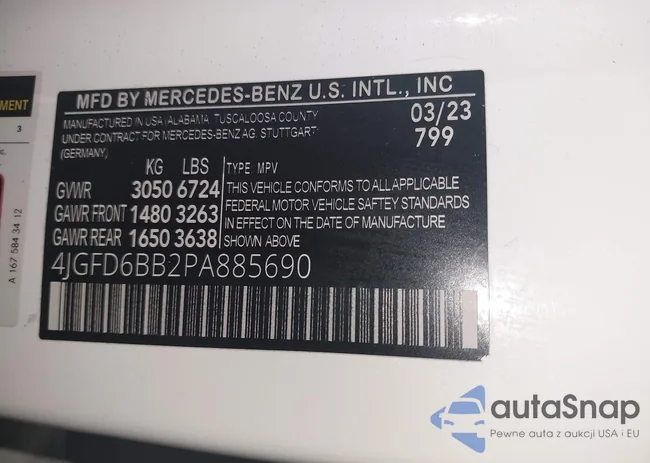 MENT
3
A 167 584 34 12
MFD BY MERCEDES-BENZ U.S. INTL., INC
MANUFACTURED IN USA (ALABAMA, TUSCALOOSA COUNTY
UNDER CONTRACT FOR MERCEDES-BENZ AG, STUTTGART
(GERMANY)
03/23
799
KG LBS
GVWR 3050 6724
GAWR FRONT 1480 3263
GAWR REAR 1650 3638
TYPE MPV
THIS VEHICLE CONFORMS TO ALL APPLICABLE
FEDERAL MOTOR VEHICLE SAFTEY STANDARDS
IN EFFECT ON THE DATE OF MANUFACTURE
SHOWN ABOVE
4JGFD6BB2PA885690
autaSnap
Pewne auta z aukcji USA i EU